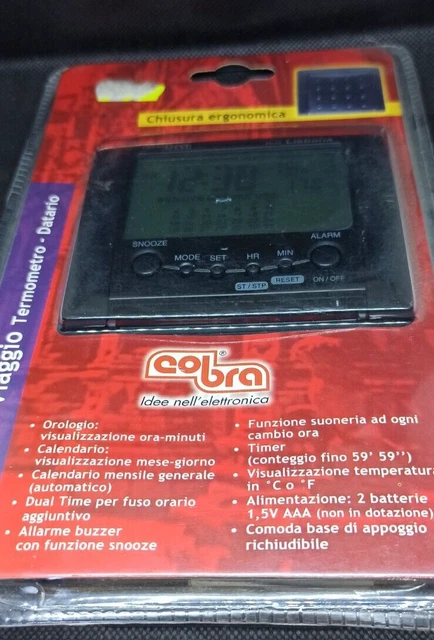 Chiusura ergonomica
Viaggio Termometro - Datario
SNOOZE
ALARM
MODE SET HR MIN
ST / STP RESET ON / OFF
cobra®
Idee nell'elettronica
• Orologio:
visualizzazione ora-minuti
• Calendario:
visualizzazione mese-giorno
• Calendario mensile generale
(automatico)
• Dual Time per fuso orario
aggiuntivo
• Allarme buzzer
con funzione snooze
• Funzione suoneria ad ogni
cambio ora
• Timer
(conteggio fino 59' 59'')
• Visualizzazione temperatura
in °C o °F
• Alimentazione: 2 batterie
1,5V AAA (non in dotazione)
• Comoda base di appoggio
richiudibile